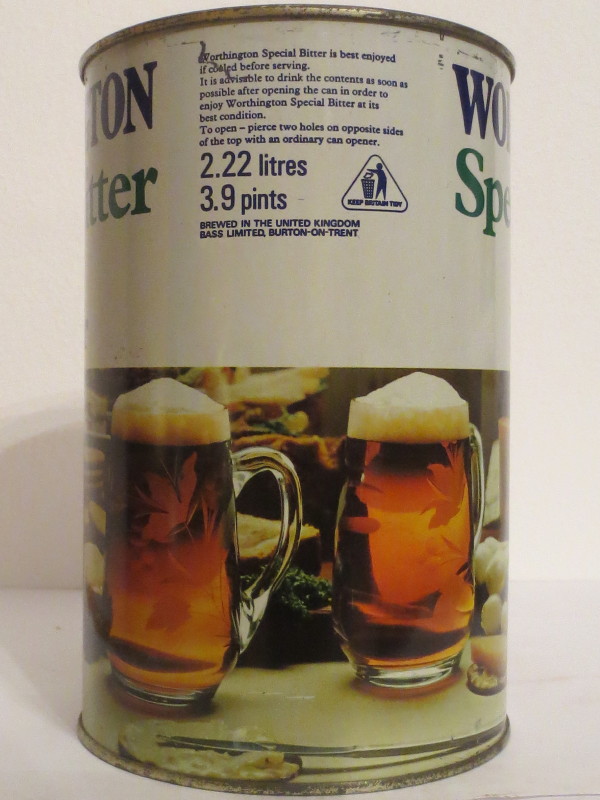 TON
tter
Worthington Special Bitter is best enjoyed
if cooled before serving.
It is advisable to drink the contents as soon as
possible after opening the can in order to
enjoy Worthington Special Bitter at its
best condition.
To open – pierce two holes on opposite sides
of the top with an ordinary can opener.
2.22 litres
3.9 pints
KEEP BRITAIN TIDY
BREWED IN THE UNITED KINGDOM
BASS LIMITED, BURTON-ON-TRENT
WO
Spe